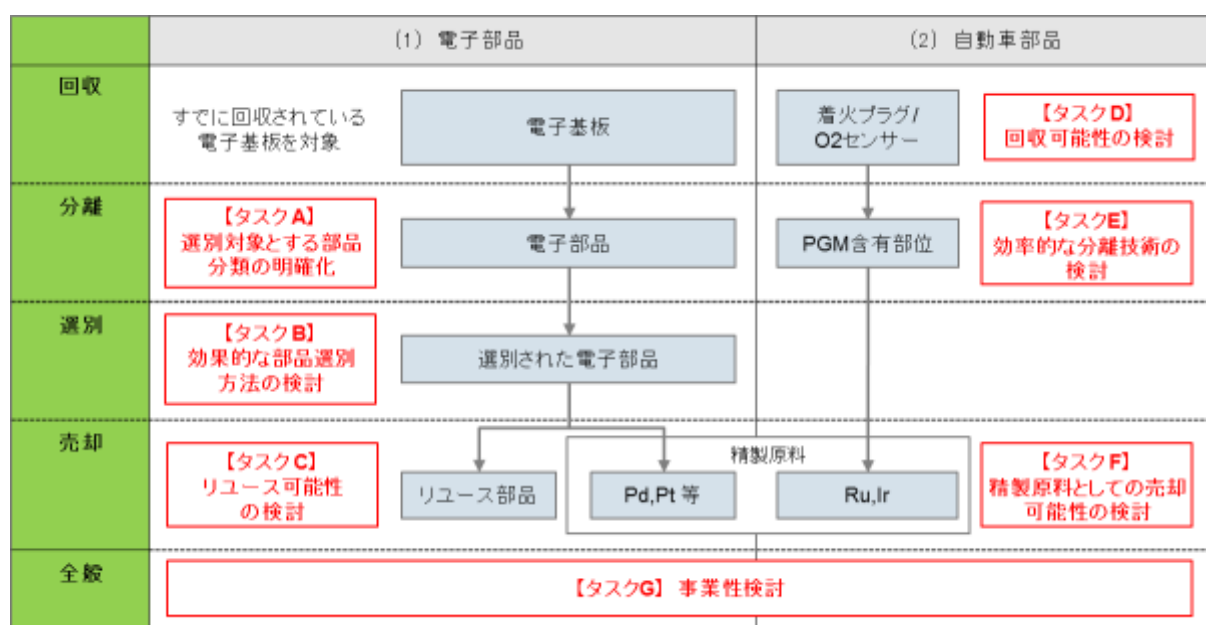 (1) 電子部品
(2) 自動車部品
回収
すでに回収されている
電子基板を対象
電子基板
着火プラグ/
O2センサー
【タスクD】
回収可能性の検討
分離
【タスクA】
選別対象とする部品
分類の明確化
電子部品
PGM含有部位
【タスクE】
効率的な分離技術の
検討
選別
【タスクB】
効果的な部品選別
方法の検討
選別された電子部品
売却
【タスクC】
リユース可能性
の検討
リユース部品
精製原料
Pd,Pt 等
Ru,Ir
【タスクF】
精製原料としての売却
可能性の検討
全般
【タスクG】 事業性検討